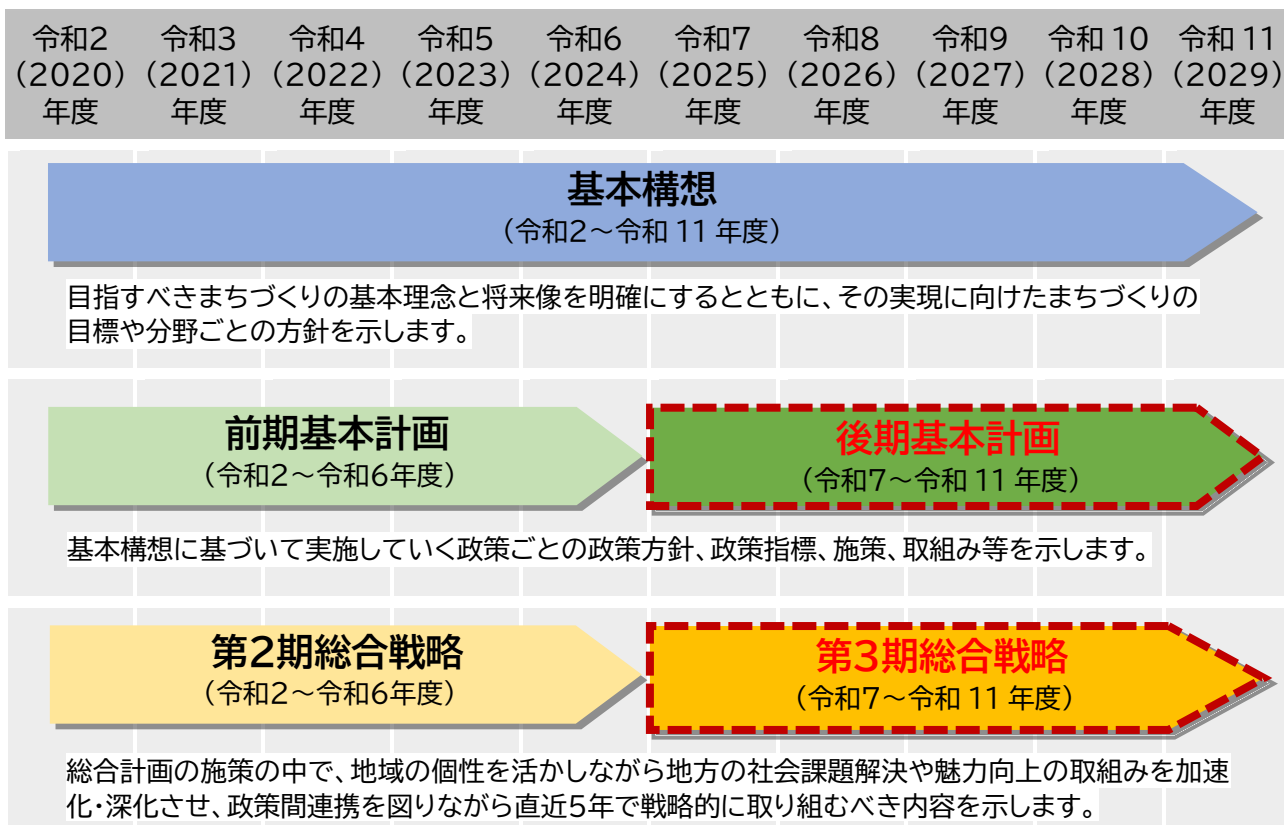 令和2 令和3 令和4 令和5 令和6 令和7 令和8 令和9 令和 10 令和 11
(2020) (2021) (2022) (2023) (2024) (2025) (2026) (2027) (2028) (2029)
年度 年度 年度 年度 年度 年度 年度 年度 年度 年度
基本構想
(令和2～令和 11 年度)
目指すべきまちづくりの基本理念と将来像を明確にするとともに、その実現に向けたまちづくりの
目標や分野ごとの方針を示します。
前期基本計画 後期基本計画
(令和2～令和6年度) (令和7～令和 11 年度)
基本構想に基づいて実施していく政策ごとの政策方針、政策指標、施策、取組み等を示します。
第2期総合戦略 第3期総合戦略
(令和2～令和6年度) (令和7～令和 11 年度)
総合計画の施策の中で、地域の個性を活かしながら地方の社会課題解決や魅力向上の取組みを加速
化・深化させ、政策間連携を図りながら直近5年で戦略的に取り組むべき内容を示します。